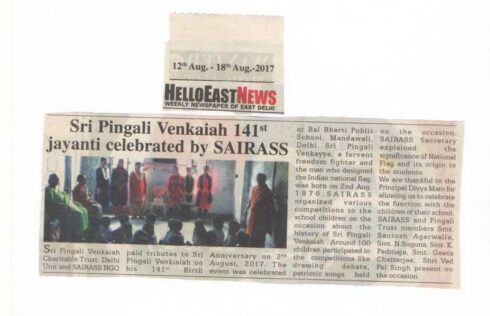 12th Aug. - 18th Aug.-2017
HELLOEASTNEWS
WEEKLY NEWSPAPER OF EAST DELHI
Sri Pingali Venkaiah 141st
jayanti celebrated by SAIRASS
Sri Pingali Venkaiah
Charitable Trust, Delhi
Unit and SAIRASS NGO
paid tributes to Sri
Pingali Venkaiah on
his 141st Birth
Anniversary on 2nd
August, 2017. The
event was celebrated
at Bal Bharti Public
School, Mandawali,
Delhi. Sri Pingali
Venkayya, a fervent
freedom fighter and
the man who designed
the Indian national flag,
was born on 2nd Aug.
1876. SAIRASS
organized various
competitions to the
school children on the
occasion about the
history of Sri Pingali
Venkaiah. Around 100
children participated in
the competitions like
drawing, debate,
patriotic songs held
on the occasion.
SAIRASS Secretary
explained the
significance of National
Flag and its origin to the
students.
We are thankful to the
Principal Divya Mam for
allowing us to celebrate
the function with the
children of their school.
SAIRASS and Pingali
Trust members Smt.
Santosh Agarwalla,
Smt. N.Suguna, Smt. K.
Padmaja, Smt. Geeta
Chatterjee, Shri Ved
Pal Singh present on
the occasion.